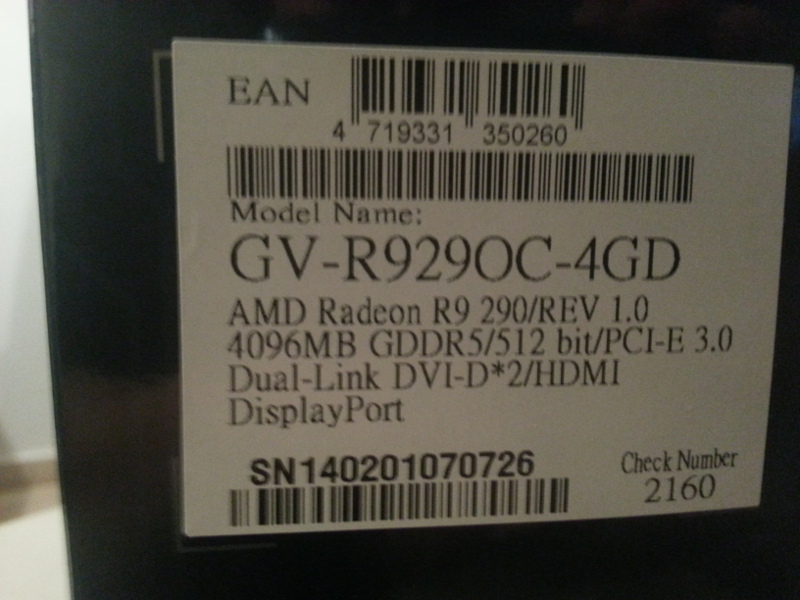 EAN
4 719331 350260
Model Name:
GV-R929OC-4GD
AMD Radeon R9 290/REV 1.0
4096MB GDDR5/512 bit/PCI-E 3.0
Dual-Link DVI-D*2/HDMI
DisplayPort
SN140201070726
Check Number
2160